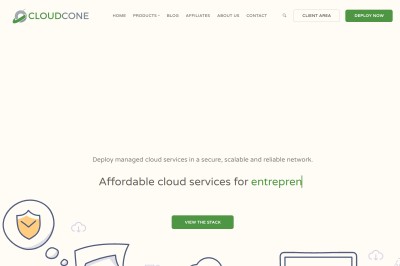 CLOUDCONE
HOME PRODUCTS BLOG AFFILIATES ABOUT US CONTACT CLIENT AREA DEPLOY NOW
Deploy managed cloud services in a secure, scalable and reliable network.
Affordable cloud services for entrepren
VIEW THE STACK